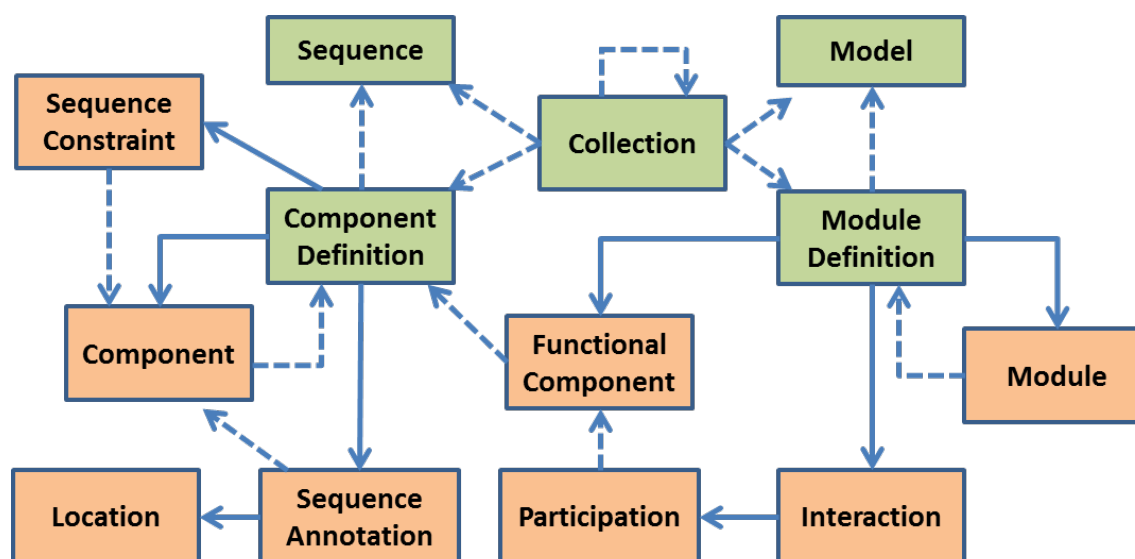 Sequence
Model
Sequence
Constraint
Collection
Component
Definition
Module
Definition
Component
Functional
Component
Module
Location
Sequence
Annotation
Participation
Interaction